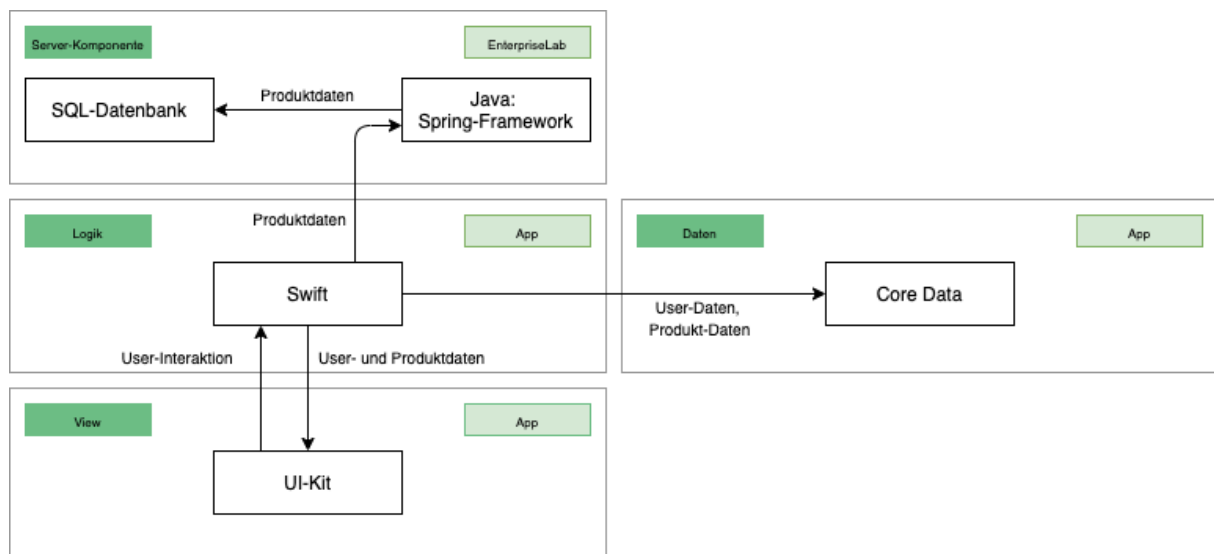 Server-Komponente
EnterpriseLab
SQL-Datenbank
Produktdaten
Java:
Spring-Framework
Produktdaten
Logik
App
Swift
User-Interaktion
User- und Produktdaten
Daten
App
Core Data
User-Daten,
Produkt-Daten
View
App
UI-Kit